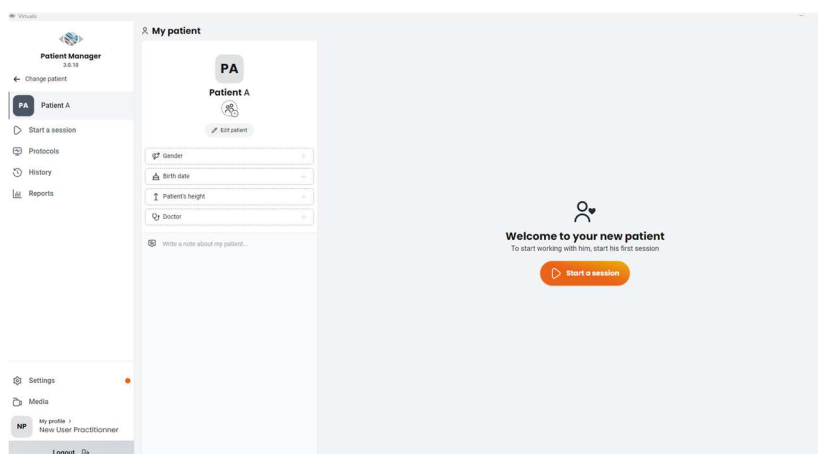 Virtualis
Patient Manager
3.0.10
Change patient
PA
Patient A
Start a session
Protocols
History
Reports
Settings
Media
NP
My profile >
New User Practitionner
Logout
My patient
PA
Patient A
Edit patient
Gender
Birth date
Patient's height
Doctor
Write a note about my patient...
Welcome to your new patient
To start working with him, start his first session
Start a session